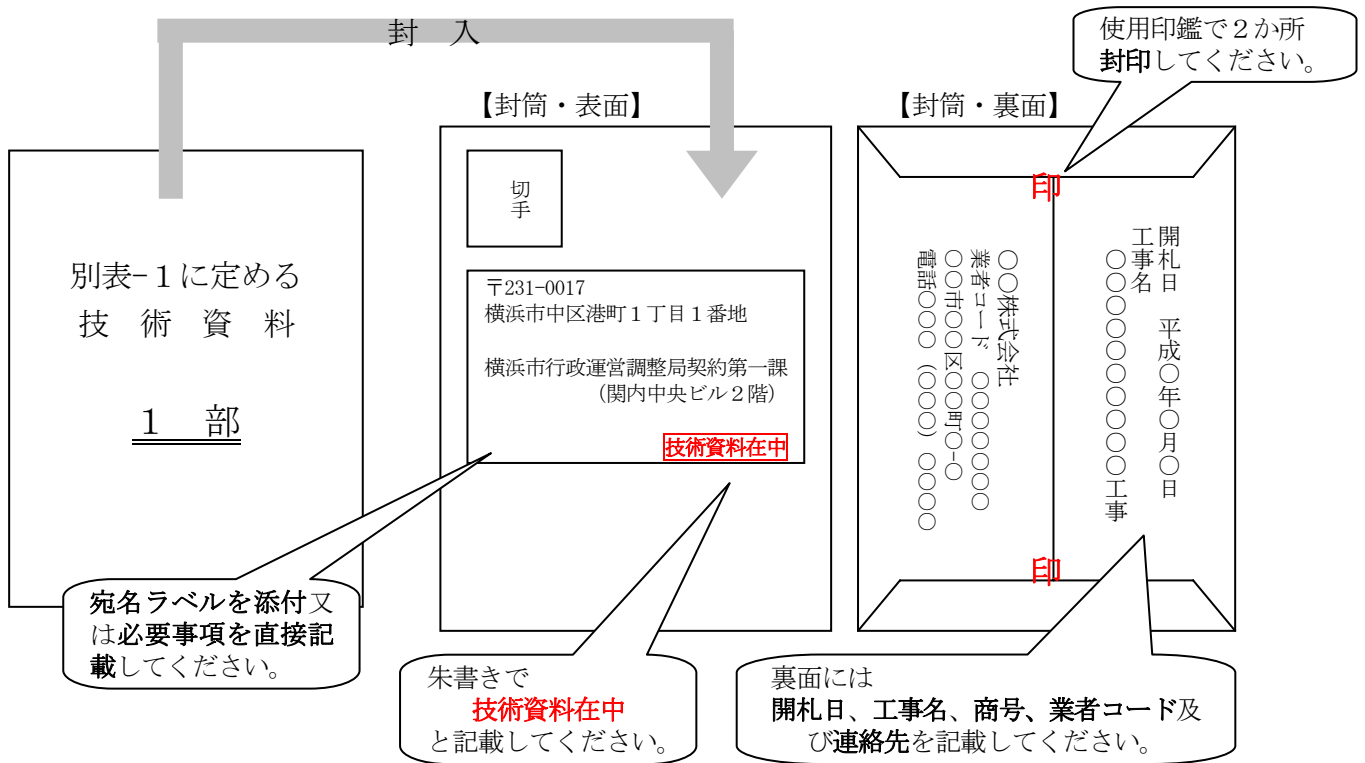 封　入
使用印鑑で２か所
封印してください。
【封筒・表面】
【封筒・裏面】
別表-１に定める
技　術　資　料
１　部
切手
〒231-0017
横浜市中区港町１丁目１番地
横浜市行政運営調整局契約第一課
（関内中央ビル２階）
技術資料在中
印
開札日　平成○年○月○日
工事名
○○○○○○○○○○工事
○○株式会社
業者コード　○○○○○○○
○○市○○区○○町○-○
電話○○○（○○○）○○○○
印
宛名ラベルを添付又
は必要事項を直接記
載してください。
朱書きで
技術資料在中
と記載してください。
裏面には
開札日、工事名、商号、業者コード及
び連絡先を記載してください。